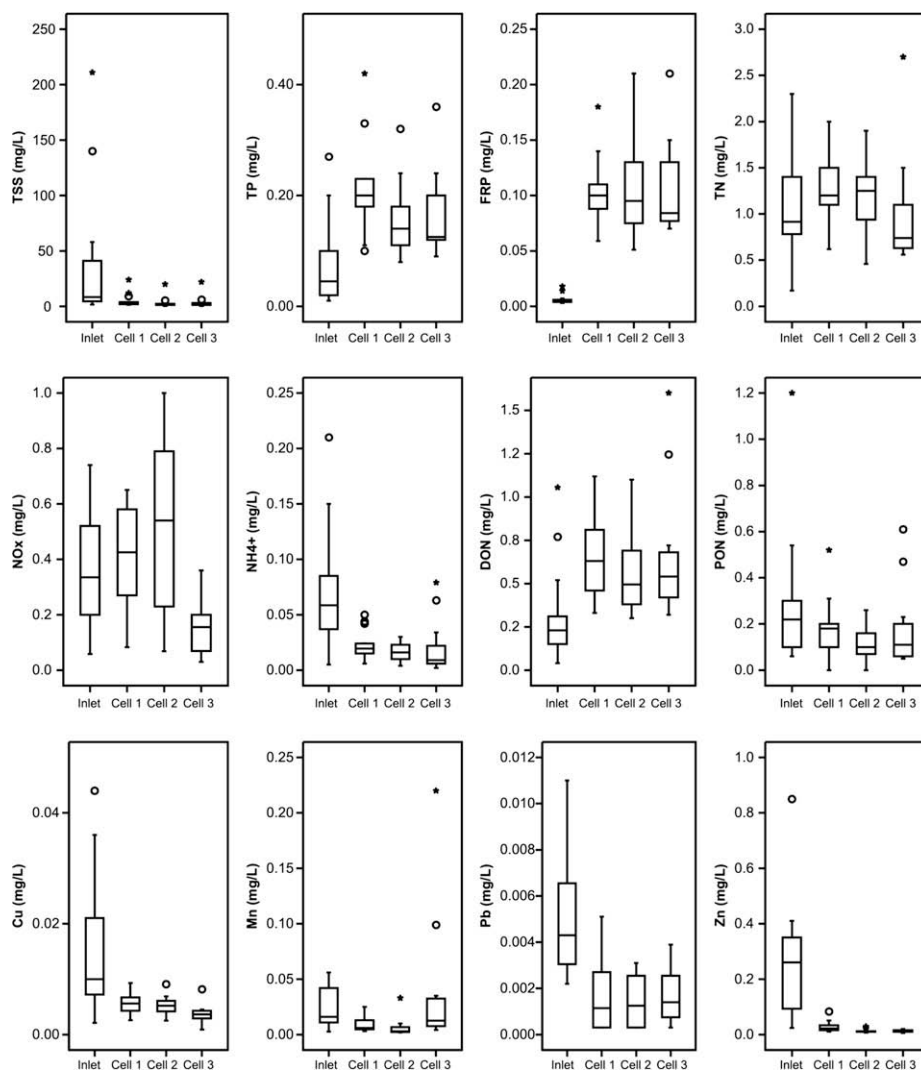 TSS (mg/L)
250
200
150
100
50
0
Inlet Cell 1 Cell 2 Cell 3
TP (mg/L)
0.40
0.20
0.00
Inlet Cell 1 Cell 2 Cell 3
FRP (mg/L)
0.25
0.20
0.15
0.10
0.05
0.00
Inlet Cell 1 Cell 2 Cell 3
TN (mg/L)
3.0
2.5
2.0
1.5
1.0
0.5
0.0
Inlet Cell 1 Cell 2 Cell 3
NOx (mg/L)
1.0
0.8
0.6
0.4
0.2
0.0
Inlet Cell 1 Cell 2 Cell 3
NH4+ (mg/L)
0.25
0.20
0.15
0.10
0.05
0.00
Inlet Cell 1 Cell 2 Cell 3
DON (mg/L)
1.5
1.2
1.0
0.8
0.5
0.2
0.0
Inlet Cell 1 Cell 2 Cell 3
PON (mg/L)
1.2
1.0
0.8
0.6
0.4
0.2
0.0
Inlet Cell 1 Cell 2 Cell 3
Cu (mg/L)
0.04
0.02
0.00
Inlet Cell 1 Cell 2 Cell 3
Mn (mg/L)
0.25
0.20
0.15
0.10
0.05
0.00
Inlet Cell 1 Cell 2 Cell 3
Pb (mg/L)
0.012
0.010
0.008
0.006
0.004
0.002
0.000
Inlet Cell 1 Cell 2 Cell 3
Zn (mg/L)
1.0
0.8
0.6
0.4
0.2
0.0
Inlet Cell 1 Cell 2 Cell 3